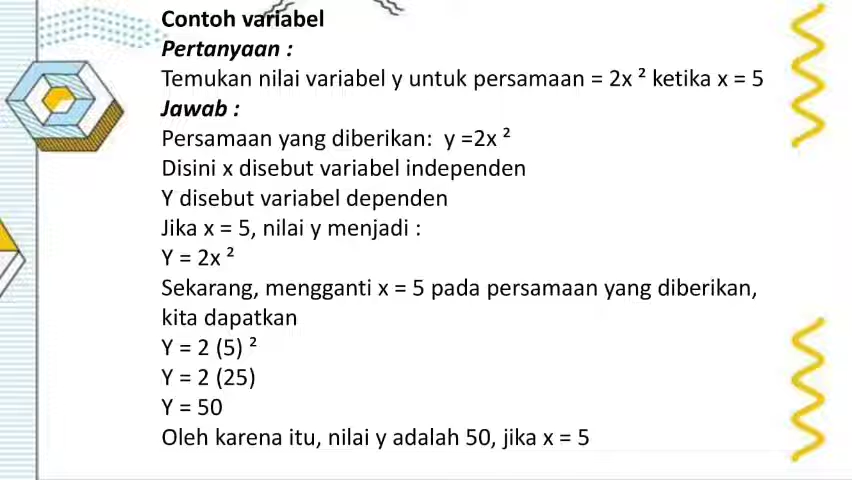 Contoh variabel
Pertanyaan :
Temukan nilai variabel y untuk persamaan = 2x ² ketika x = 5
Jawab :
Persamaan yang diberikan:  y =2x ²
Disini x disebut variabel independen
Y disebut variabel dependen
Jika x = 5, nilai y menjadi :
Y = 2x ²
Sekarang, mengganti x = 5 pada persamaan yang diberikan,
kita dapatkan
Y = 2 (5) ²
Y = 2 (25)
Y = 50
Oleh karena itu, nilai y adalah 50, jika x = 5